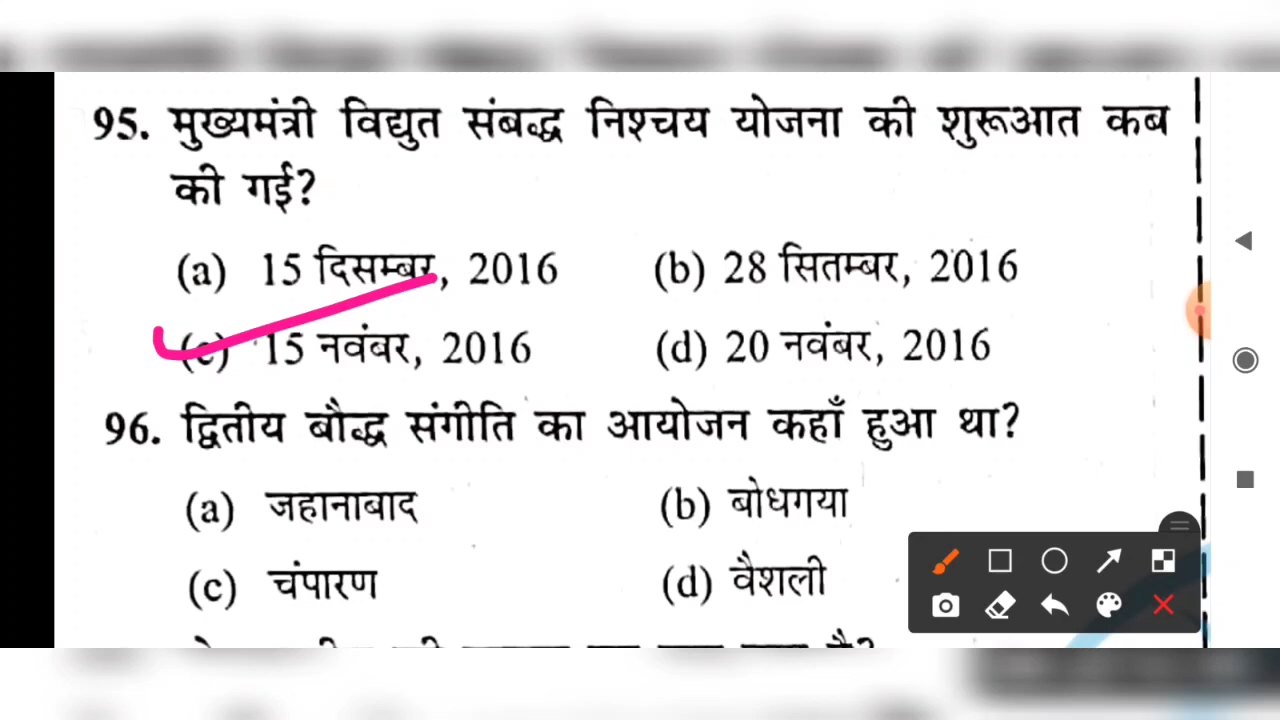 95. मुख्यमंत्री विद्युत संबद्ध निश्चय योजना की शुरूआत कब
की गई?
(a) 15 दिसम्बर, 2016 (b) 28 सितम्बर, 2016
(c) 15 नवंबर, 2016 (d) 20 नवंबर, 2016
96. द्वितीय बौद्ध संगीति का आयोजन कहाँ हुआ था?
(a) जहानाबाद (b) बोधगया
(c) चंपारण (d) वैशली